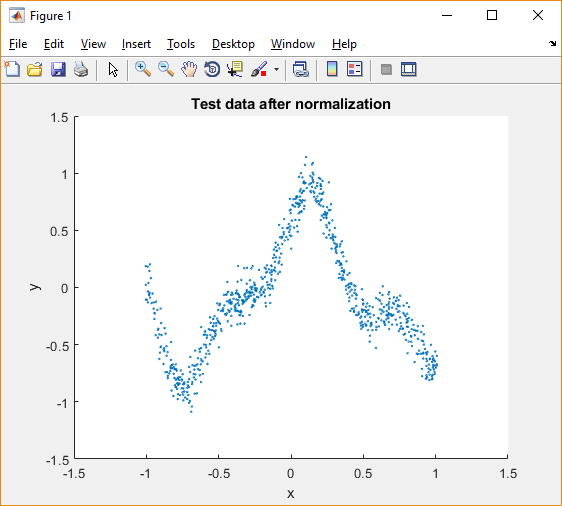 Figure 1
File Edit View Insert Tools Desktop Window Help
Test data after normalization
1.5
1
0.5
0
-0.5
-1
-1.5
y
-1.5 -1 -0.5 0 0.5 1 1.5
x